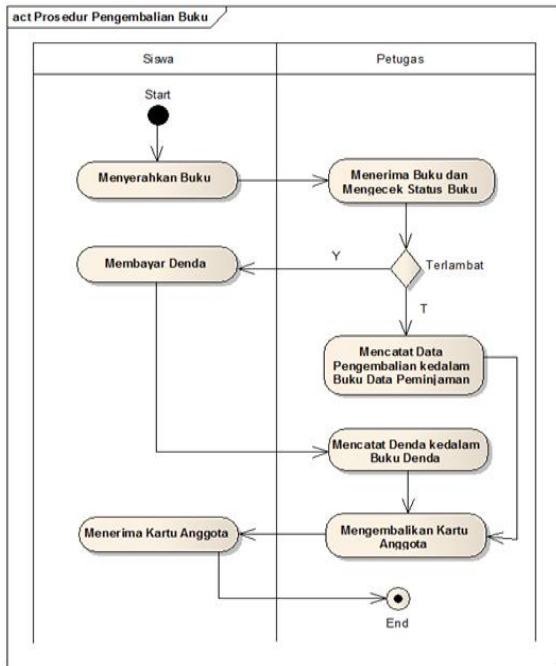 act Prosedur Pengembalian Buku
Siswa
Petugas
Start
Menyerahkan Buku
Menerima Buku dan
Mengecek Status Buku
Membayar Denda
Y
Terlambat
T
Mencatat Data
Pengembalian kedalam
Buku Data Peminjaman
Mencatat Denda kedalam
Buku Denda
Menerima Kartu Anggota
Mengembalikan Kartu
Anggota
End